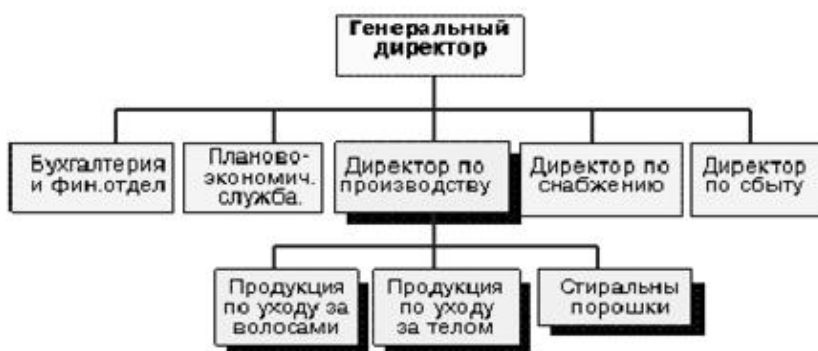 Генеральный
директор
Бухгалтерия
и фин.отдел
Планово-
экономич.
служба.
Директор по
производству
Директор по
снабжению
Директор
по сбыту
Продукция
по уходу за
волосами
Продукция
по уходу
за телом
Стиральны
порошки